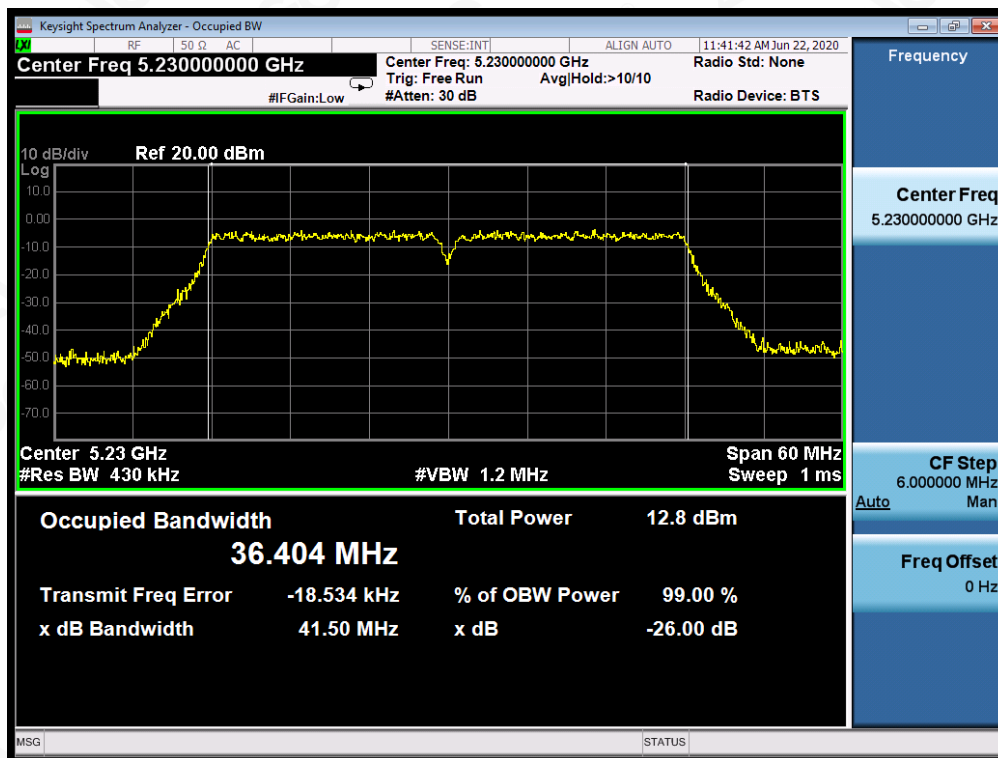 Keysight Spectrum Analyzer - Occupied BW
LXI RF 50 Ω AC SENSE:INT ALIGN AUTO 11:41:42 AM Jun 22, 2020
Center Freq 5.230000000 GHz
Center Freq: 5.230000000 GHz
Radio Std: None
Trig: Free Run Avg|Hold:>10/10
#IFGain:Low
#Atten: 30 dB
Radio Device: BTS
10 dB/div Ref 20.00 dBm
Log
10.0
0.00
-10.0
-20.0
-30.0
-40.0
-50.0
-60.0
-70.0
Center 5.23 GHz Span 60 MHz
#Res BW 430 kHz #VBW 1.2 MHz Sweep 1 ms
Occupied Bandwidth Total Power 12.8 dBm
36.404 MHz
Transmit Freq Error -18.534 kHz % of OBW Power 99.00 %
x dB Bandwidth 41.50 MHz x dB -26.00 dB
MSG STATUS
Frequency
Center Freq
5.230000000 GHz
CF Step
6.000000 MHz
Auto Man
Freq Offset
0 Hz